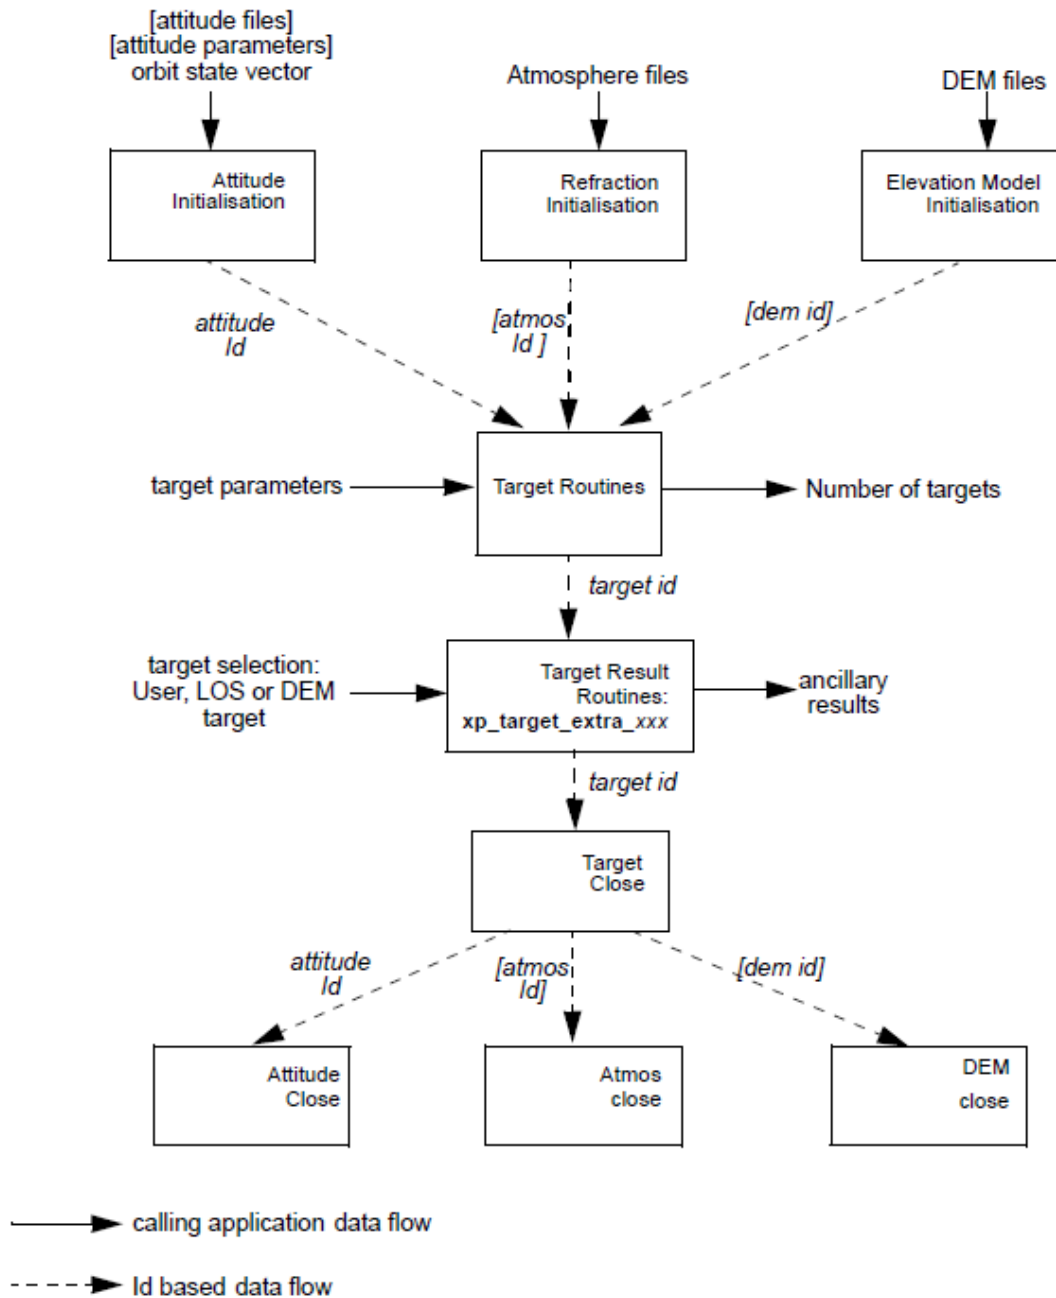 [attitude files]
[attitude parameters]
orbit state vector
Atmosphere files
DEM files
Attitude
Initialisation
Refraction
Initialisation
Elevation Model
Initialisation
attitude
Id
[atmos
Id ]
[dem id]
target parameters
Target Routines
Number of targets
target id
target selection:
User, LOS or DEM
target
Target Result
Routines:
xp_target_extra_xxx
ancillary
results
target id
Target
Close
attitude
Id
[atmos
Id]
[dem id]
Attitude
Close
Atmos
close
DEM
close
calling application data flow
Id based data flow